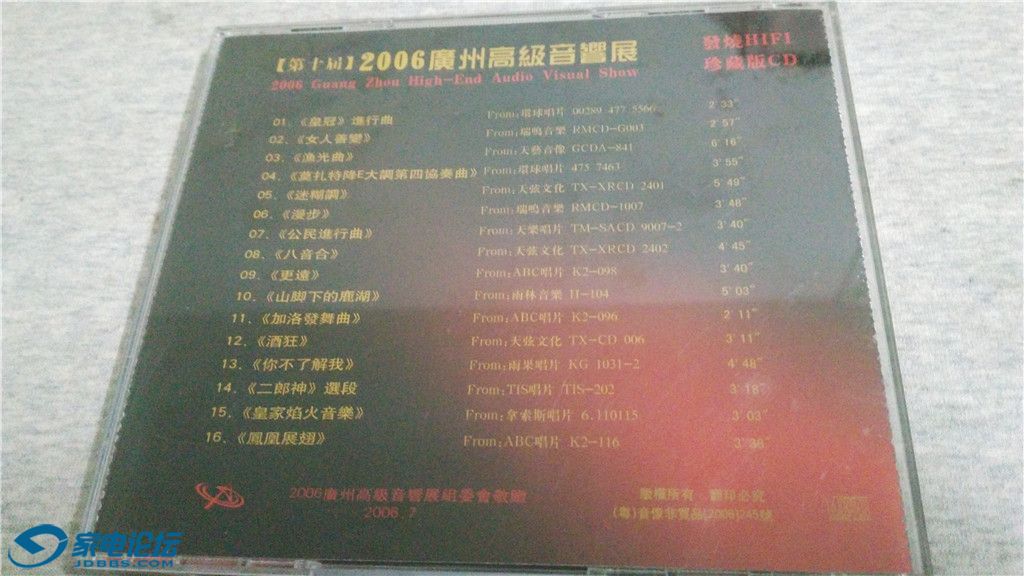 【第十届】2006廣州高級音響展 發燒HIFI
2006 Guang Zhou High-End Audio Visual Show 珍藏版CD
01.《皇冠》進行曲 From:環球唱片 00289 477 5566 2'33"
02.《女人善變》 From:瑞鳴音樂 RMCD-G003 2'57"
03.《漁光曲》 From:天藝音像 GCDA-841 6'16"
04.《莫扎特降E大調第四協奏曲》 From:環球唱片 475 7463 3'55"
05.《迷糊調》 From:天弦文化 TX-XRCD 2401 5'49"
06.《漫步》 From:瑞鳴音樂 RMCD-1007 3'48"
07.《公民進行曲》 From:天樂唱片 TM-SACD 9007-2 3'40"
08.《八音合》 From:天弦文化 TX-XRCD 2402 4'45"
09.《更遠》 From:ABC唱片 K2-098 3'40"
10.《山脚下的鹿湖》 From:雨林音樂 H-104 5'03"
11.《加洛發舞曲》 From:ABC唱片 K2-096 2'11"
12.《酒狂》 From:天弦文化 TX-CD 006 3'11"
13.《你不了解我》 From:雨果唱片 KG 1031-2 4'48"
14.《二郎神》選段 From:TIS唱片 TIS-202 3'18"
15.《皇家焰火音樂》 From:拿索斯唱片 6.110115 3'03"
16.《鳳凰展翅》 From:ABC唱片 K2-116 3'38"
2006廣州高級音響展組委會敬贈 版權所有 翻印必究
2006.7 (粵)音像非賣品(2006)245號
家电论坛
JDBBS.COM